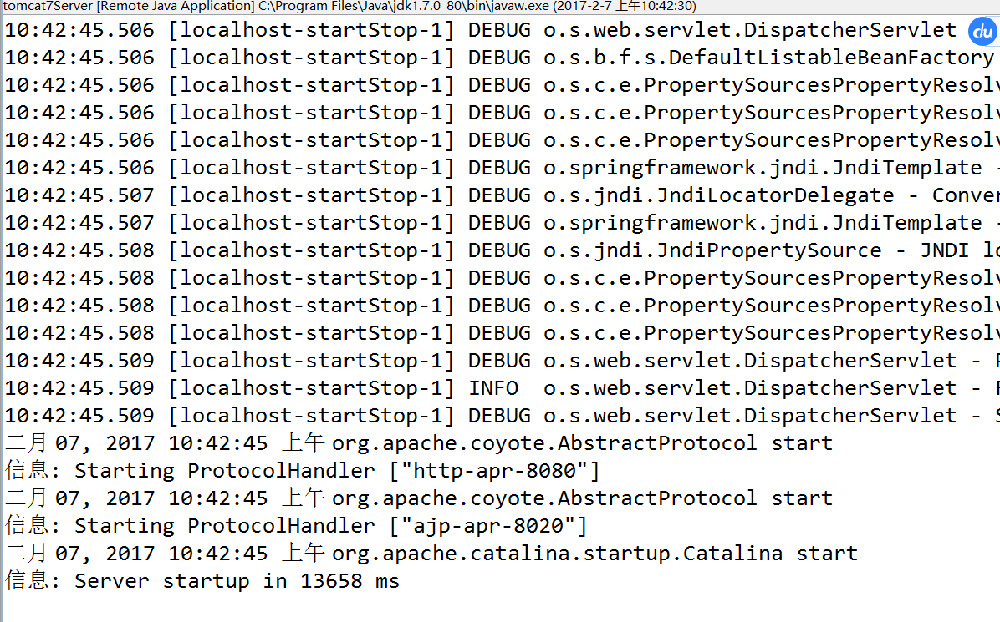 tomcat7Server [Remote Java Application] C:\Program Files\Java\jdk1.7.0_80\bin\javaw.exe (2017-2-7 上午10:42:30)
10:42:45.506 [localhost-startStop-1] DEBUG o.s.web.servlet.DispatcherServlet
du
10:42:45.506 [localhost-startStop-1] DEBUG o.s.b.f.s.DefaultListableBeanFactory
10:42:45.506 [localhost-startStop-1] DEBUG o.s.c.e.PropertySourcesPropertyResolv
10:42:45.506 [localhost-startStop-1] DEBUG o.s.c.e.PropertySourcesPropertyResolv
10:42:45.506 [localhost-startStop-1] DEBUG o.s.c.e.PropertySourcesPropertyResolv
10:42:45.506 [localhost-startStop-1] DEBUG o.springframework.jndi.JndiTemplate -
10:42:45.507 [localhost-startStop-1] DEBUG o.s.jndi.JndiLocatorDelegate - Conver
10:42:45.507 [localhost-startStop-1] DEBUG o.springframework.jndi.JndiTemplate -
10:42:45.508 [localhost-startStop-1] DEBUG o.s.jndi.JndiPropertySource - JNDI lo
10:42:45.508 [localhost-startStop-1] DEBUG o.s.c.e.PropertySourcesPropertyResolv
10:42:45.508 [localhost-startStop-1] DEBUG o.s.c.e.PropertySourcesPropertyResolv
10:42:45.508 [localhost-startStop-1] DEBUG o.s.c.e.PropertySourcesPropertyResolv
10:42:45.509 [localhost-startStop-1] DEBUG o.s.web.servlet.DispatcherServlet -
10:42:45.509 [localhost-startStop-1] INFO  o.s.web.servlet.DispatcherServlet -
10:42:45.509 [localhost-startStop-1] DEBUG o.s.web.servlet.DispatcherServlet - S
二月 07, 2017 10:42:45 上午 org.apache.coyote.AbstractProtocol start
信息: Starting ProtocolHandler ["http-apr-8080"]
二月 07, 2017 10:42:45 上午 org.apache.coyote.AbstractProtocol start
信息: Starting ProtocolHandler ["ajp-apr-8020"]
二月 07, 2017 10:42:45 上午 org.apache.catalina.startup.Catalina start
信息: Server startup in 13658 ms